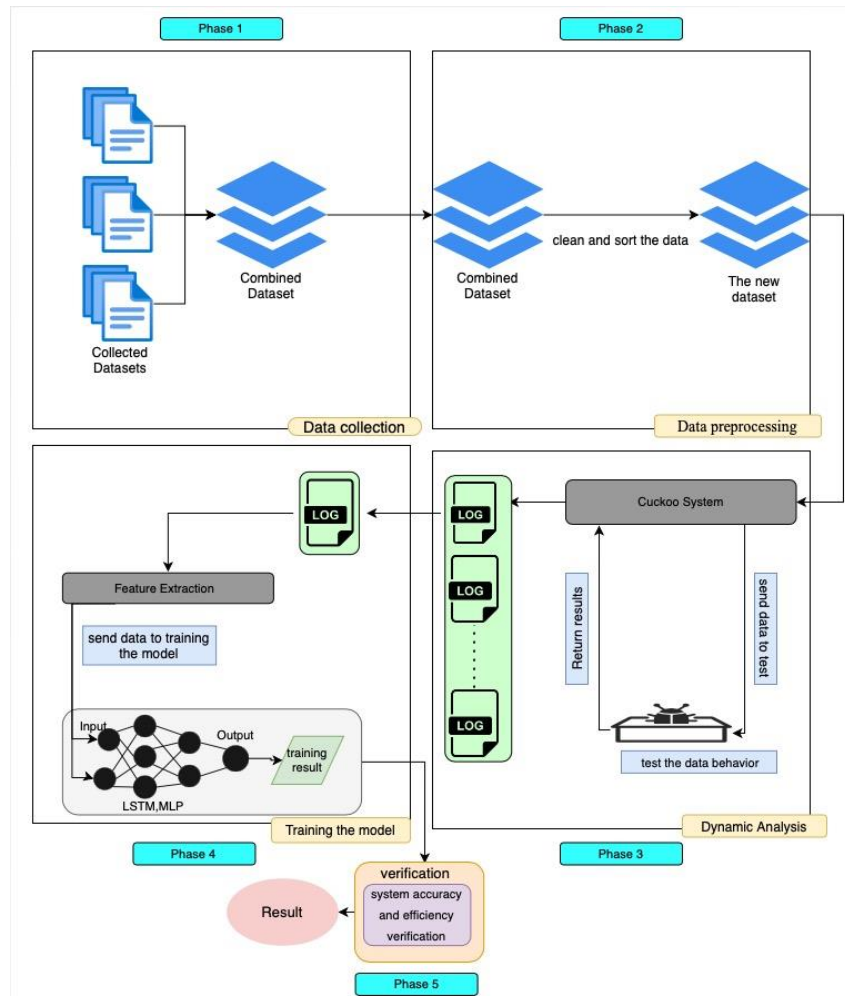 Phase 1
Phase 2
Collected
Datasets
Combined
Dataset
Data collection
Combined
Dataset
clean and sort the data
The new
dataset
Data preprocessing
LOG
Feature Extraction
send data to training
the model
Input
Output
training
result
LSTM,MLP
Training the model
Phase 4
LOG
LOG
LOG
Cuckoo System
Return results
send data to test
test the data behavior
Dynamic Analysis
Phase 3
verification
system accuracy
and efficiency
verification
Result
Phase 5